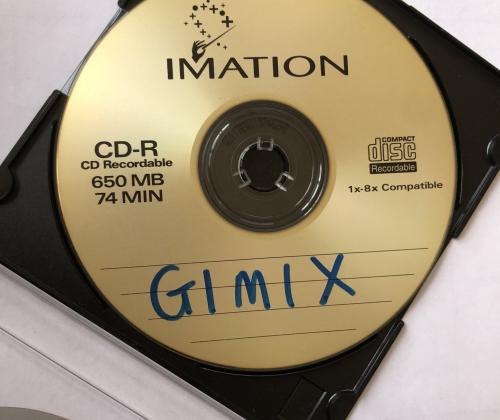 IMATION
CD-R
CD Recordable
650 MB
74 MIN
COMPACT
disc
Recordable
1x-8x Compatible
GIMIX